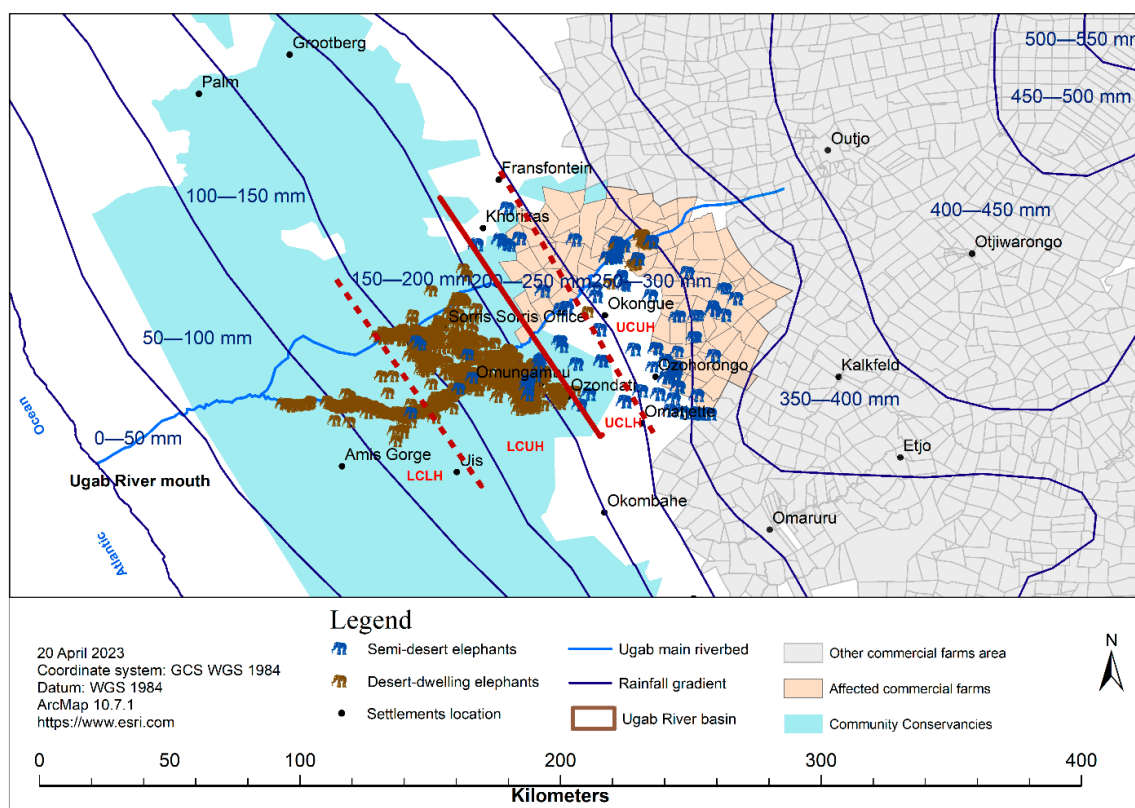 500—550 mm
Grootberg
Palm
450—500 mm
Outjo
Fransfontein
100—150 mm
Khorixas
400—450 mm
Otjiwarongo
150—200 mm
200—250 mm
250—300 mm
Okongue
Sorris Sorris Office
UCUH
50—100 mm
Omungambu
Ozondati
Ozohorongo
Kalkfeld
350—400 mm
Ocean
0—50 mm
UCLH
Omatjette
LCUH
Etjo
Amis Gorge
Uis
LCLH
Ugab River mouth
Okombahe
Omaruru
Atlantic
Legend
20 April 2023
Coordinate system: GCS WGS 1984
Datum: WGS 1984
ArcMap 10.7.1
https://www.esri.com
Semi-desert elephants
Desert-dwelling elephants
Settlements location
Ugab main riverbed
Rainfall gradient
Ugab River basin
Other commercial farms area
Affected commercial farms
Community Conservancies
N
0 50 100 200 300 400
Kilometers